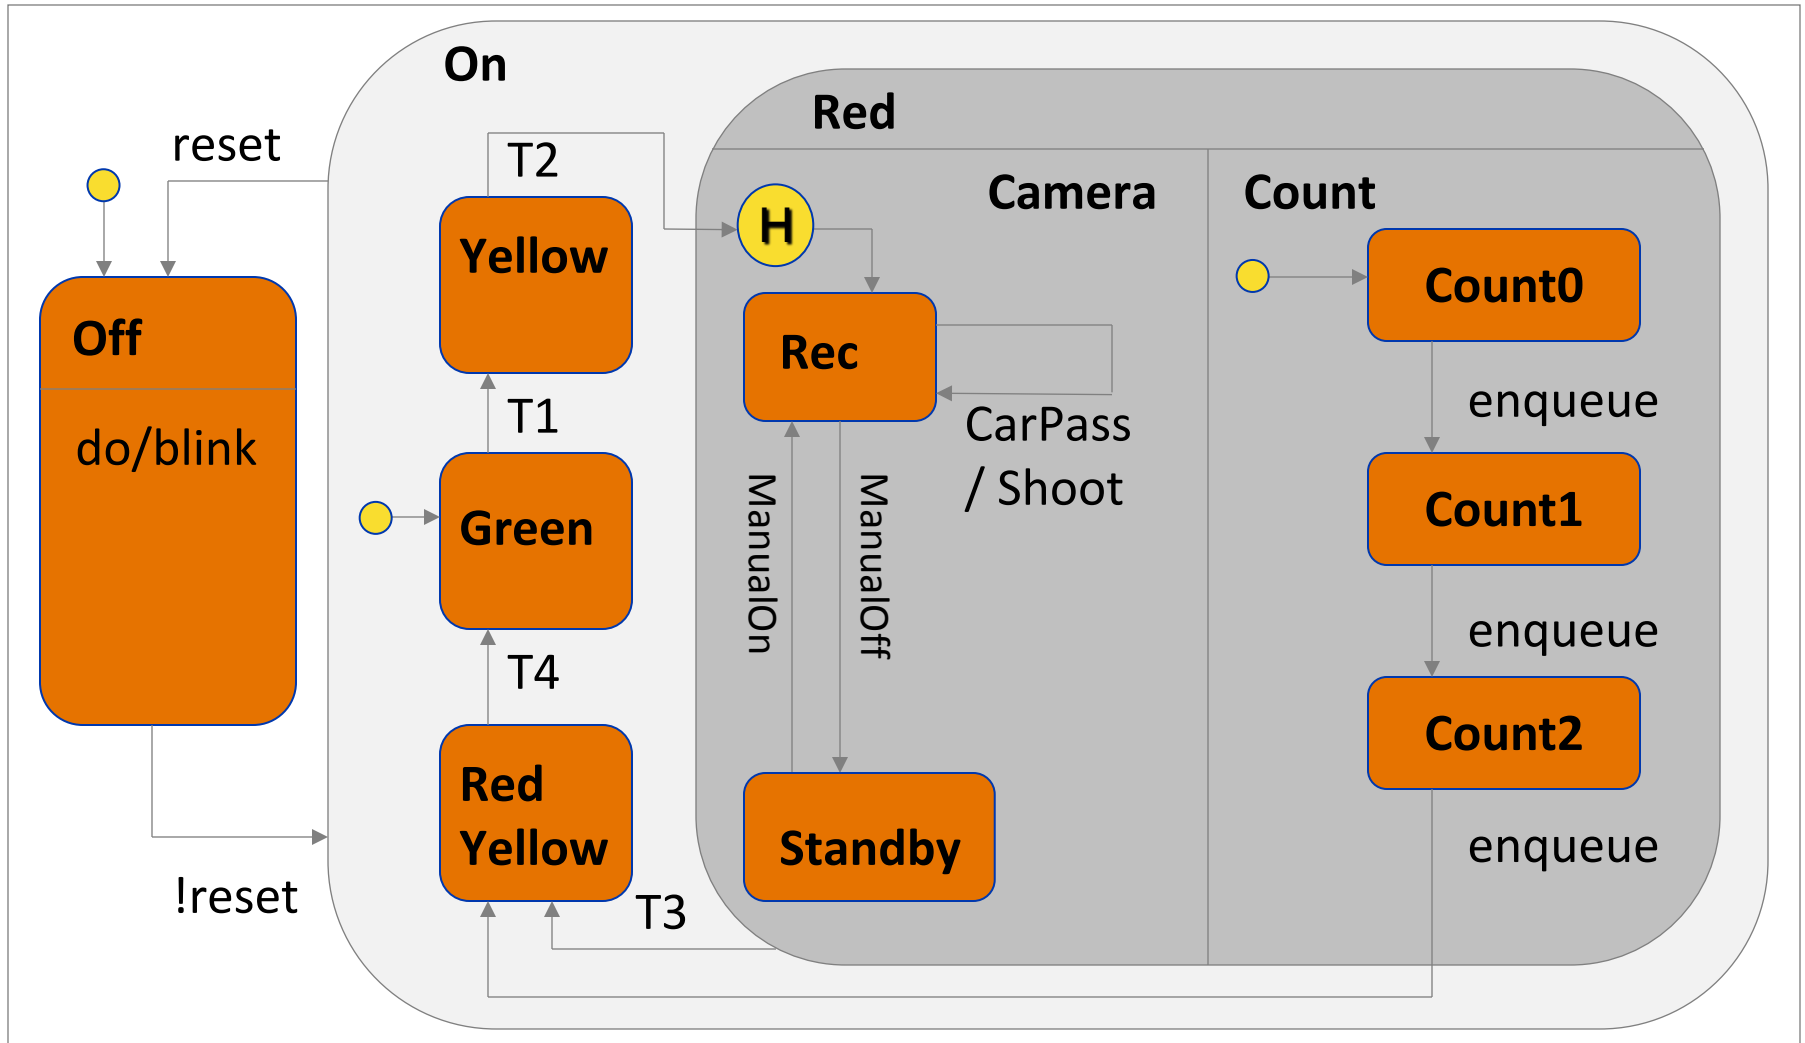 On
Red
reset
T2
Camera
Count
H
Yellow
Count0
Off
Rec
enqueue
T1
CarPass
/ Shoot
do/blink
Green
Count1
ManualOn
ManualOff
enqueue
T4
Count2
Red
Yellow
Standby
enqueue
!reset
T3